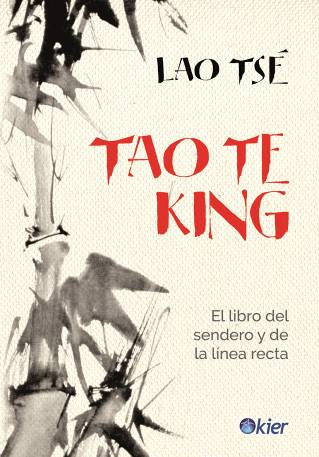 LAO TSÉ
TAO TE
KING
El libro del
sendero y de
la línea recta
kier